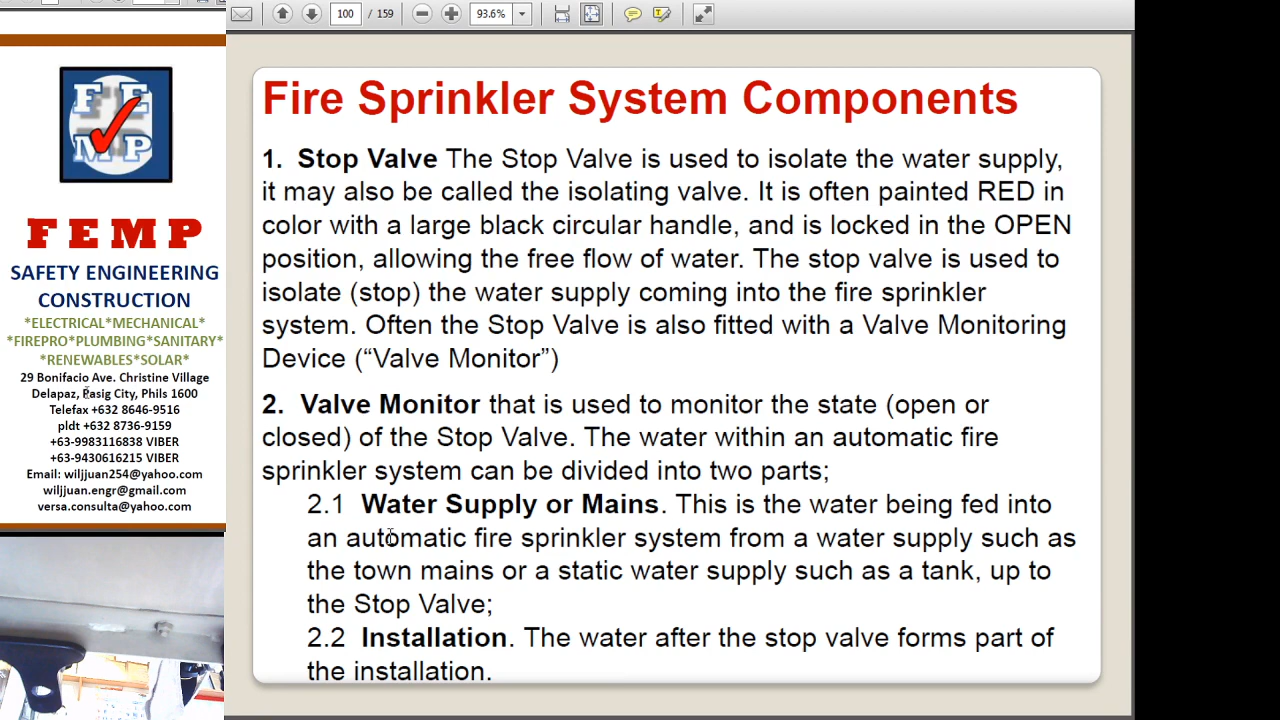 100 / 159
93.6%
F E
M P
FEMP
SAFETY ENGINEERING
CONSTRUCTION
*ELECTRICAL*MECHANICAL*
*FIREPRO*PLUMBING*SANITARY*
*RENEWABLES*SOLAR*
29 Bonifacio Ave. Christine Village
Delapaz, Pasig City, Phils 1600
Telefax +632 8646-9516
pldt +632 8736-9159
+63-9983116838 VIBER
+63-9430616215 VIBER
Email: wiljjuan254@yahoo.com
wiljjuan.engr@gmail.com
versa.consulta@yahoo.com
Fire Sprinkler System Components
1. Stop Valve The Stop Valve is used to isolate the water supply,
it may also be called the isolating valve. It is often painted RED in
color with a large black circular handle, and is locked in the OPEN
position, allowing the free flow of water. The stop valve is used to
isolate (stop) the water supply coming into the fire sprinkler
system. Often the Stop Valve is also fitted with a Valve Monitoring
Device (“Valve Monitor”)
2. Valve Monitor that is used to monitor the state (open or
closed) of the Stop Valve. The water within an automatic fire
sprinkler system can be divided into two parts;
2.1 Water Supply or Mains. This is the water being fed into
an automatic fire sprinkler system from a water supply such as
the town mains or a static water supply such as a tank, up to
the Stop Valve;
2.2 Installation. The water after the stop valve forms part of
the installation.